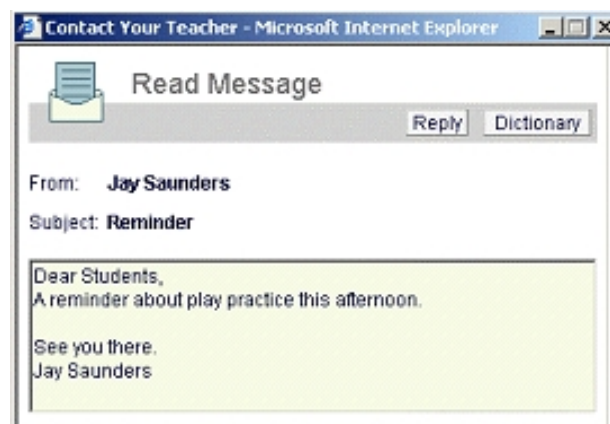 Contact Your Teacher - Microsoft Internet Explorer
Read Message
Reply Dictionary
From: Jay Saunders
Subject: Reminder
Dear Students,
A reminder about play practice this afternoon.
See you there.
Jay Saunders